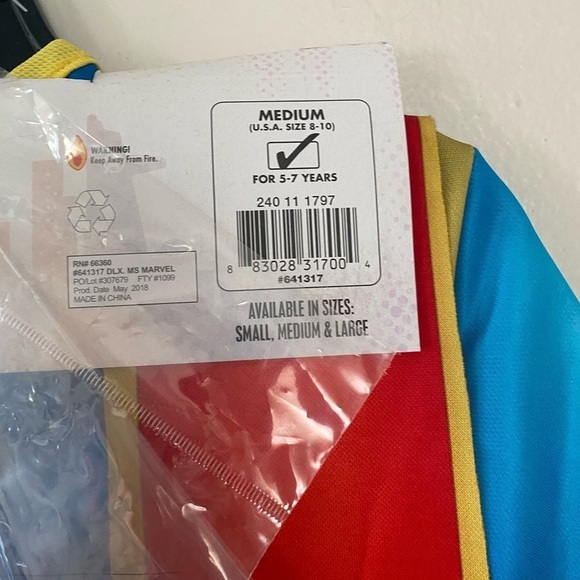 MEDIUM
(U.S.A. SIZE 8-10)
FOR 5-7 YEARS
240 11 1797
8 83028 31700 4
#641317
AVAILABLE IN SIZES:
SMALL, MEDIUM & LARGE
WARNING!
Keep Away From Fire.
RN# 66360
#641317 DLX. MS MARVEL
PO/Lot #307679 FTY #1099
Prod. Date May 2018
MADE IN CHINA